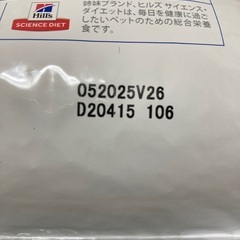 Hill's
SCIENCE DIET
姉妹ブランド、ヒルズ サイエンス・
ダイエットは、毎日を健康に過ご
したいペットのための総合栄養
食です。
052025V26
D20415 106